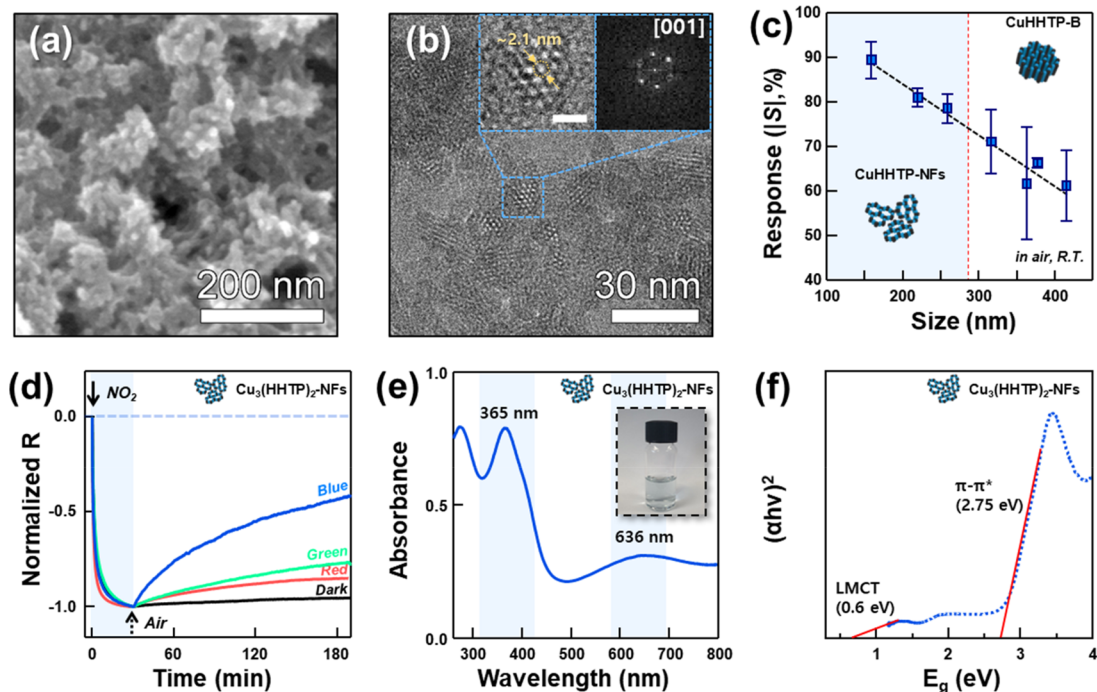 (a)
200 nm
(b)
~2.1 nm
[001]
30 nm
(c)
Response (|S|,%)
100
90
80
70
60
50
40
CuHHTP-B
CuHHTP-NFs
in air, R.T.
100
200
300
400
Size (nm)
(d)
Normalized R
0.0
-0.5
-1.0
NO₂
Cu₃(HHTP)₂-NFs
Blue
Green
Red
Dark
Air
0
60
120
180
Time (min)
(e)
Absorbance
1.0
0.5
0.0
Cu₃(HHTP)₂-NFs
365 nm
636 nm
300
400
500
600
700
800
Wavelength (nm)
(f)
(αhν)²
Cu₃(HHTP)₂-NFs
π-π*
(2.75 eV)
LMCT
(0.6 eV)
1
2
3
4
Eg (eV)